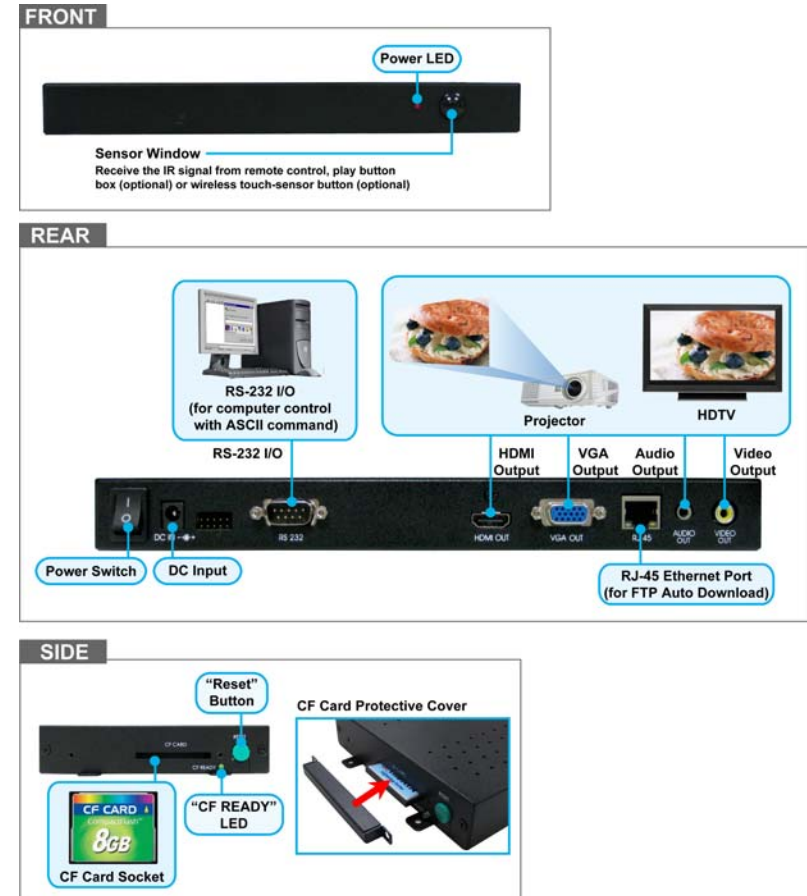 FRONT
Power LED
Sensor Window
Receive the IR signal from remote control, play button
box (optional) or wireless touch-sensor button (optional)
REAR
RS-232 I/O
(for computer control
with ASCII command)
Projector
HDTV
RS-232 I/O
HDMI
Output
VGA
Output
Audio
Output
Video
Output
DC IN
RS 232
HDMI OUT
VGA OUT
RJ-45
AUDIO
OUT
VIDEO
OUT
Power Switch
DC Input
RJ-45 Ethernet Port
(for FTP Auto Download)
SIDE
“Reset”
Button
CF Card Protective Cover
CF CARD
CF READY
“CF READY”
LED
CF CARD
CompactFlash
8GB
CF Card Socket